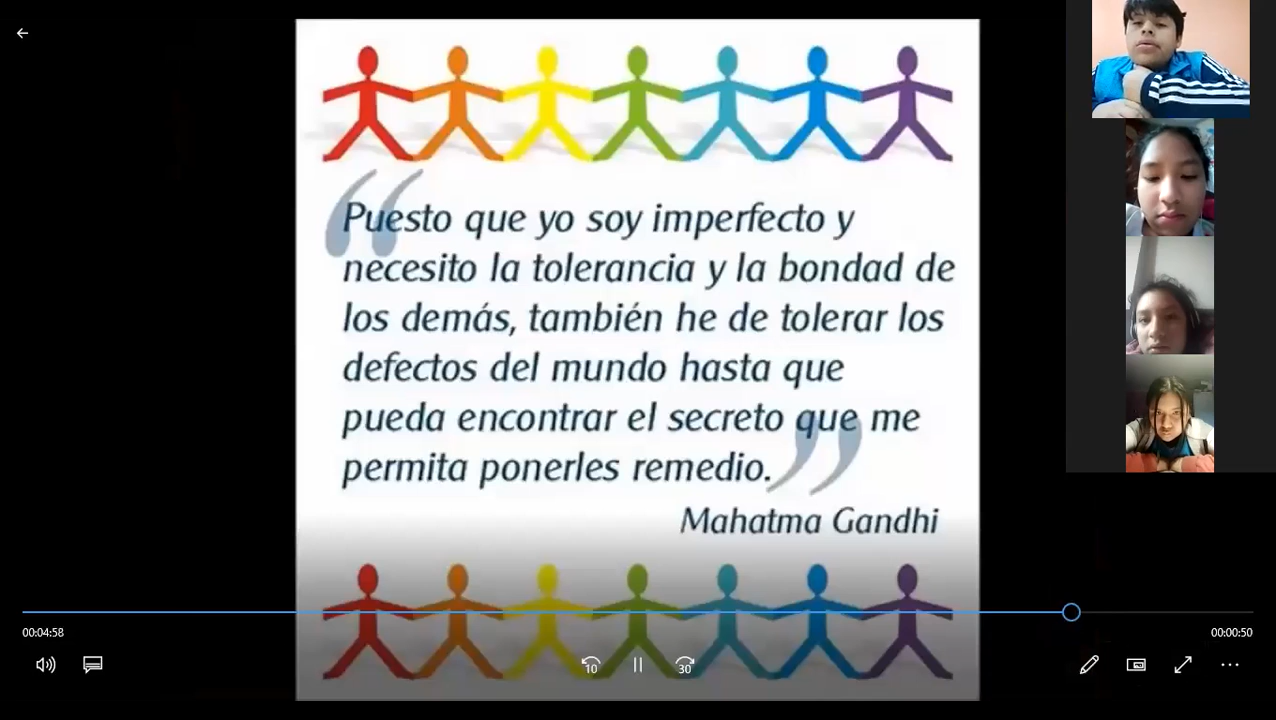 “Puesto que yo soy imperfecto y
necesito la tolerancia y la bondad de
los demás, también he de tolerar los
defectos del mundo hasta que
pueda encontrar el secreto que me
permita ponerles remedio.”
Mahatma Gandhi
00:04:58
00:00:50
10
30